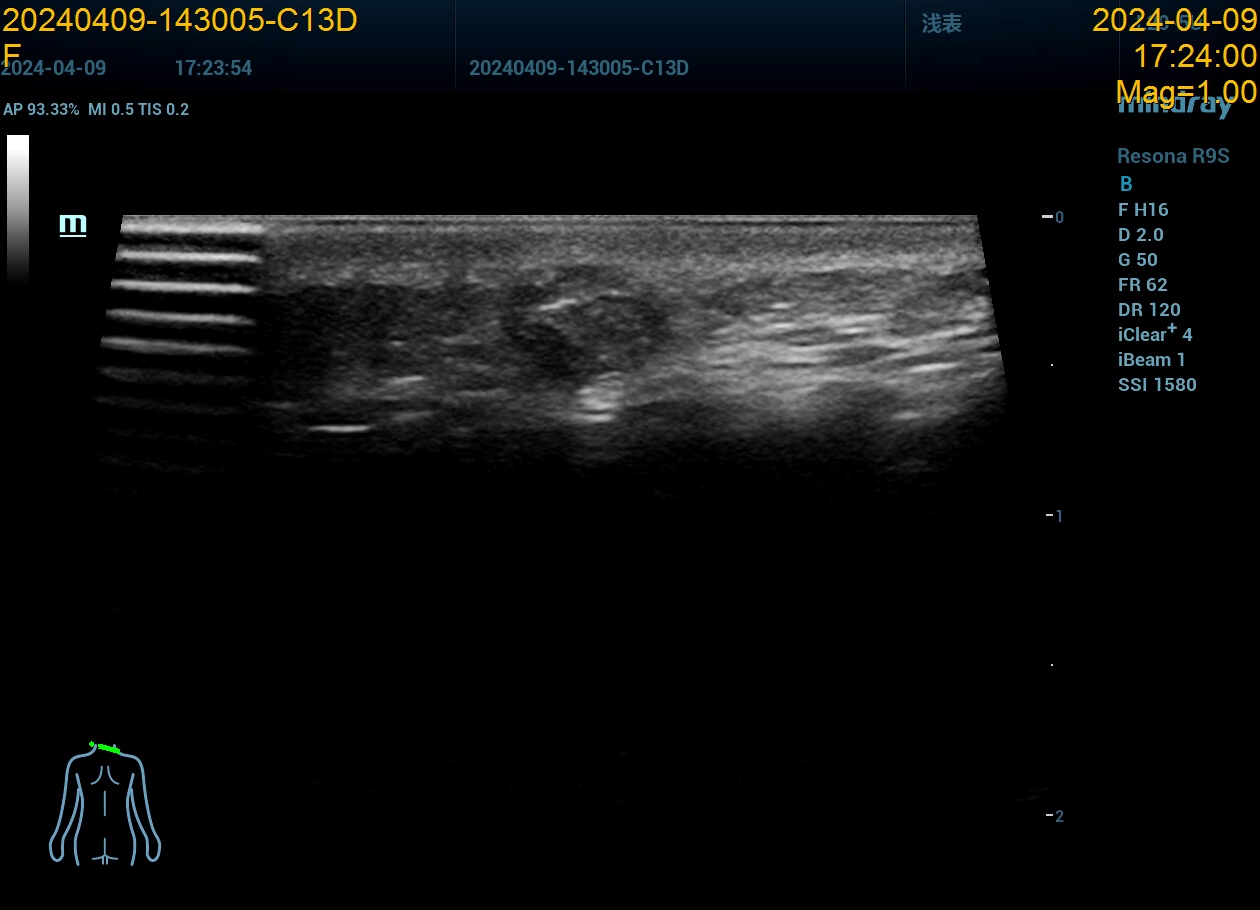 20240409-143005-C13D
F
2024-04-09
17:24:00
Mag=1.00
2024-04-09 17:23:54 20240409-143005-C13D 浅表
AP 93.33% MI 0.5 TIS 0.2
mindray
Resona R9S
B
F H16
D 2.0
G 50
FR 62
DR 120
iClear+ 4
iBeam 1
SSI 1580
m
0
1
2